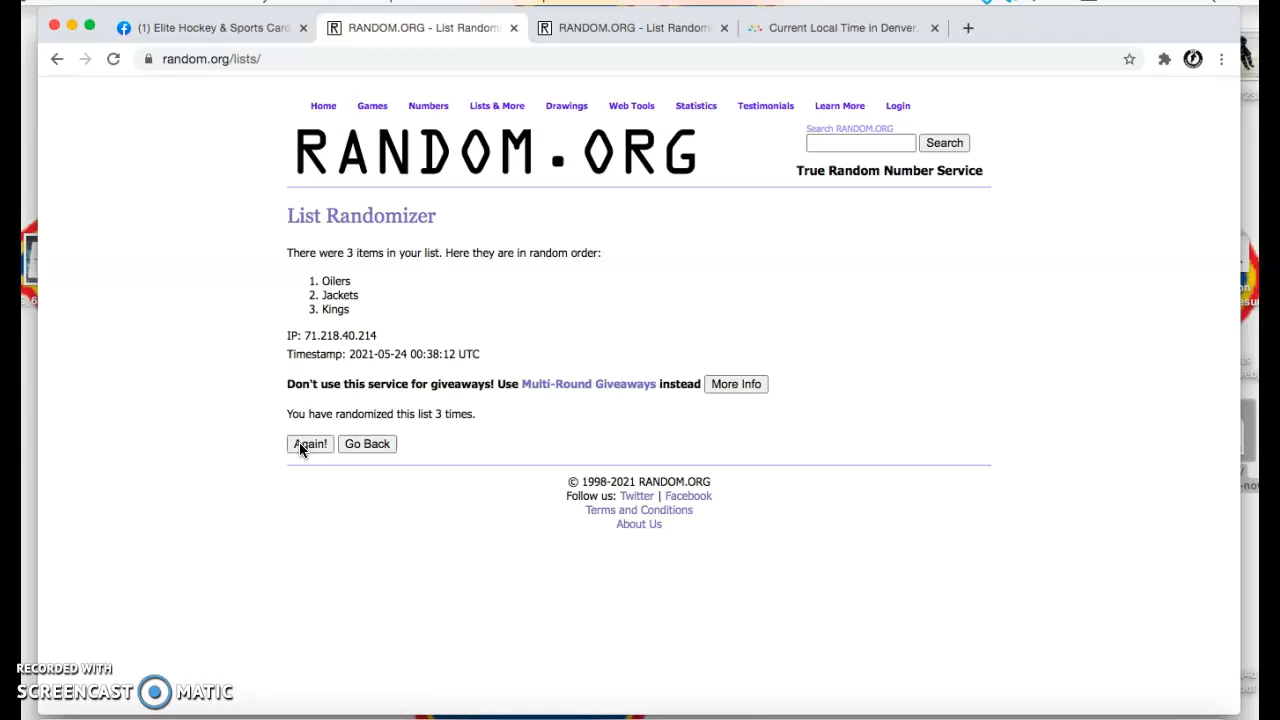 (1) Elite Hockey & Sports Card
RANDOM.ORG - List Randomi
RANDOM.ORG - List Randomi
Current Local Time in Denver,
random.org/lists/
Home Games Numbers Lists & More Drawings Web Tools Statistics Testimonials Learn More Login
RANDOM.ORG
Search RANDOM.ORG
Search
True Random Number Service
List Randomizer
There were 3 items in your list. Here they are in random order:
1. Oilers
2. Jackets
3. Kings
IP: 71.218.40.214
Timestamp: 2021-05-24 00:38:12 UTC
Don't use this service for giveaways! Use Multi-Round Giveaways instead More Info
You have randomized this list 3 times.
Again! Go Back
© 1998-2021 RANDOM.ORG
Follow us: Twitter | Facebook
Terms and Conditions
About Us
RECORDED WITH
SCREENCAST MATIC